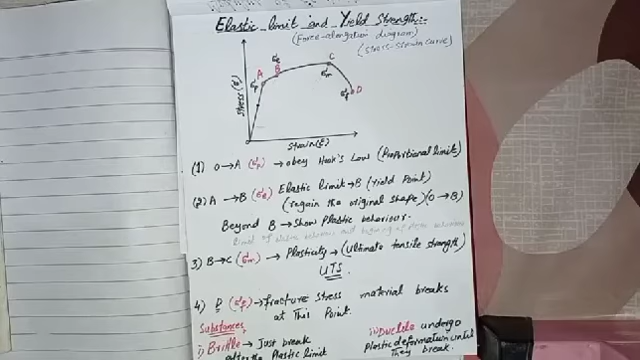 Elastic limit and Yield Strength:-
(Force-elongation diagram)
(stress-strain curve)
C
B
A
D
Stress(σ)
Strain(ε)
(1) O→A (σp) → obey Hook's Law (Proportional limit)
(2) A →B (σe) Elastic limit→B (Yield Point)
(regain the original shape)(O → B)
Beyond B → Show Plastic behaviour.
3) B→C (σm) → Plasticity → (Ultimate tensile strength)
UTS.
4) D (σf) → fracture stress material breaks
at this Point.
Substances
i) Brittle → Just break
after the Plastic limit
ii) Ductile undergo
Plastic deformation until
They break.